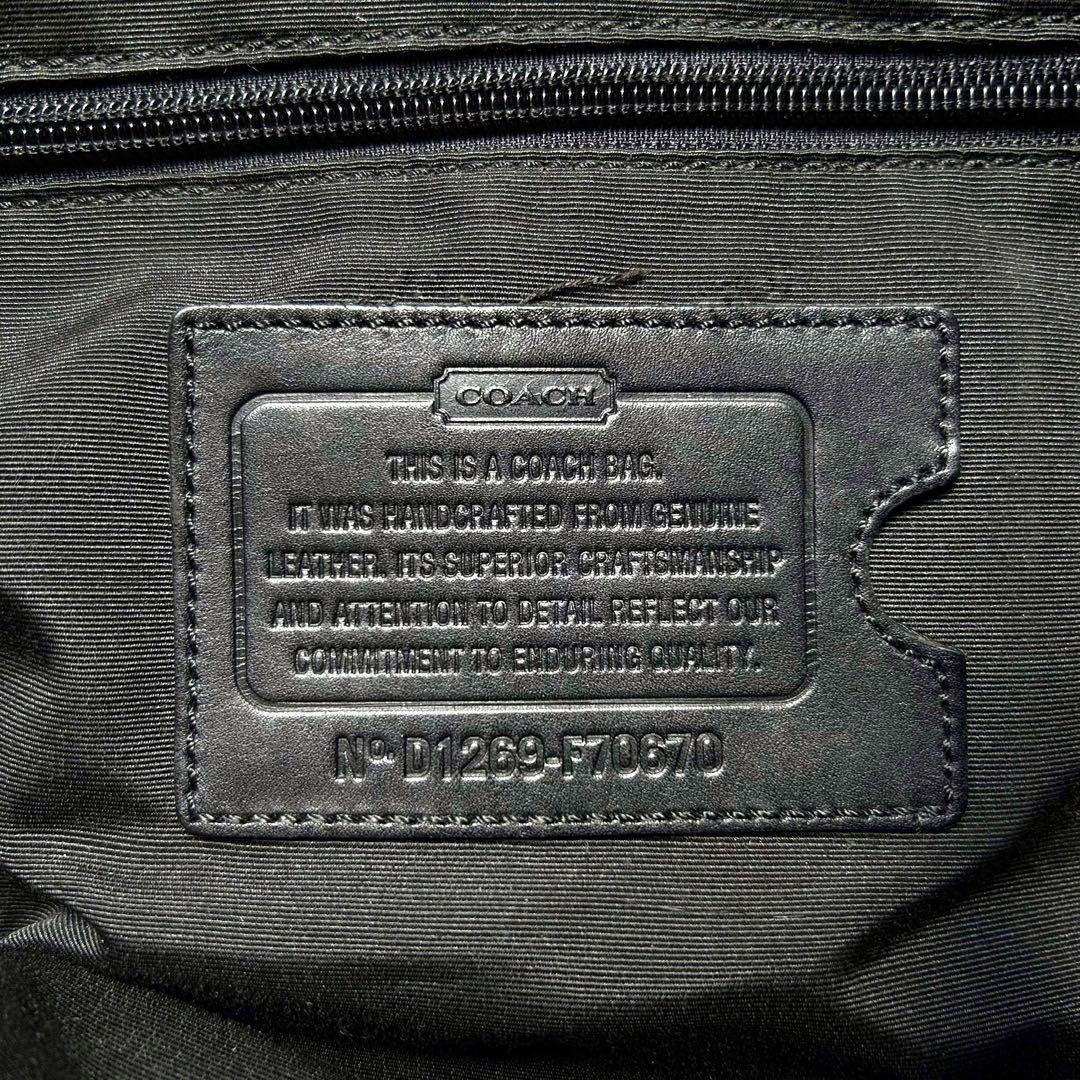 COACH
THIS IS A COACH BAG.
IT WAS HANDCRAFTED FROM GENUINE
LEATHER. ITS SUPERIOR CRAFTSMANSHIP
AND ATTENTION TO DETAIL REFLECT OUR
COMMITMENT TO ENDURING QUALITY.
Nº. D1269-F70670